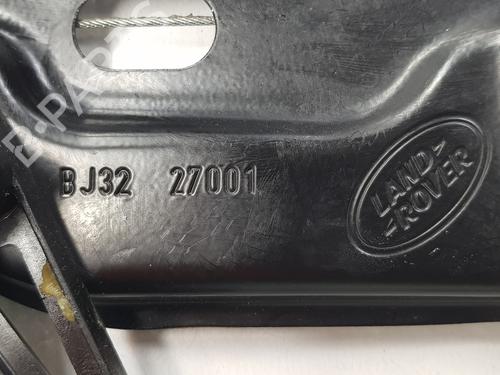 B-PARTS
BJ32 27001
LAND-
-ROVER